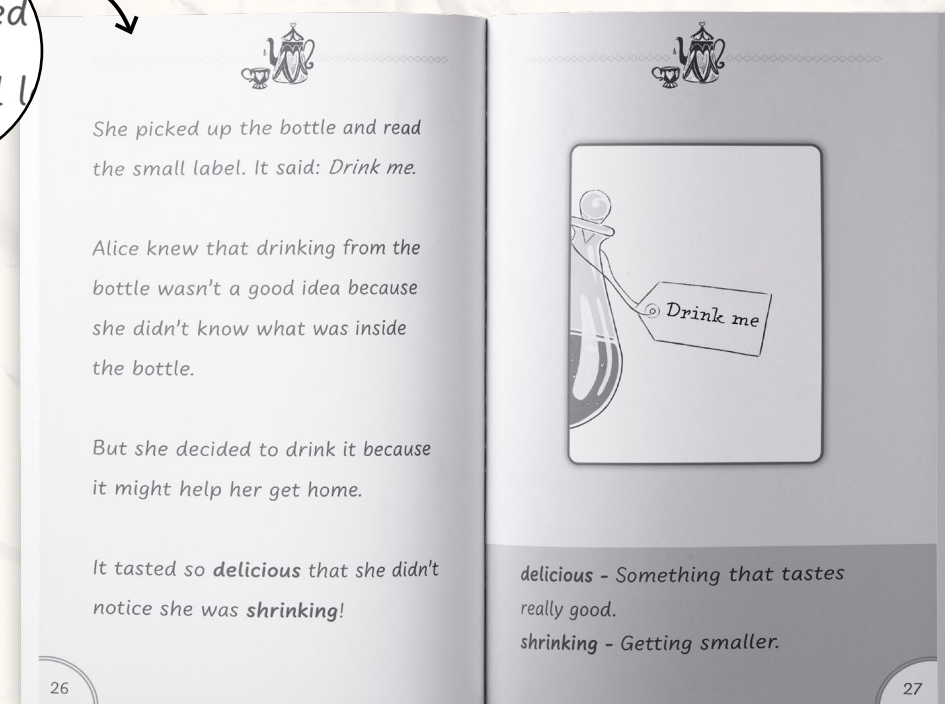 ed
She picked up the bottle and read
the small label. It said: Drink me.
Alice knew that drinking from the
bottle wasn't a good idea because
she didn't know what was inside
the bottle.
But she decided to drink it because
it might help her get home.
It tasted so delicious that she didn't
notice she was shrinking!
26
Drink me
delicious - Something that tastes
really good.
shrinking - Getting smaller.
27